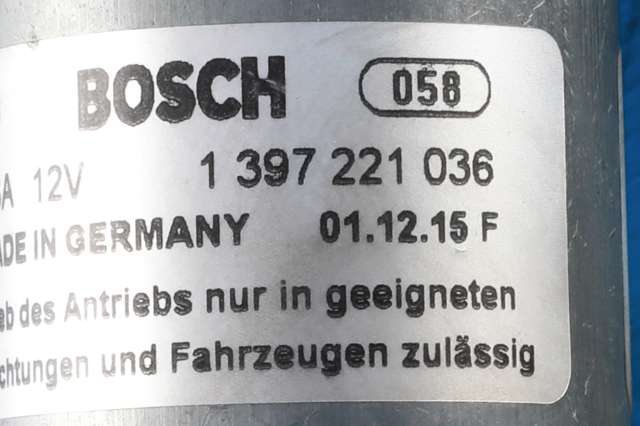 BOSCH 058
A 12V 1 397 221 036
ADE IN GERMANY 01.12.15 F
eb des Antriebs nur in geeigneten
chtungen und Fahrzeugen zulässig